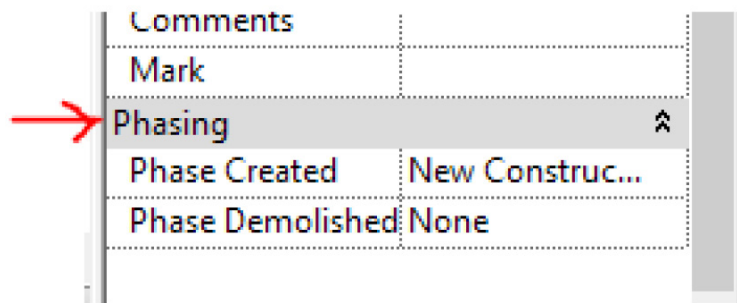 Comments
Mark
Phasing
Phase Created New Construc...
Phase Demolished None